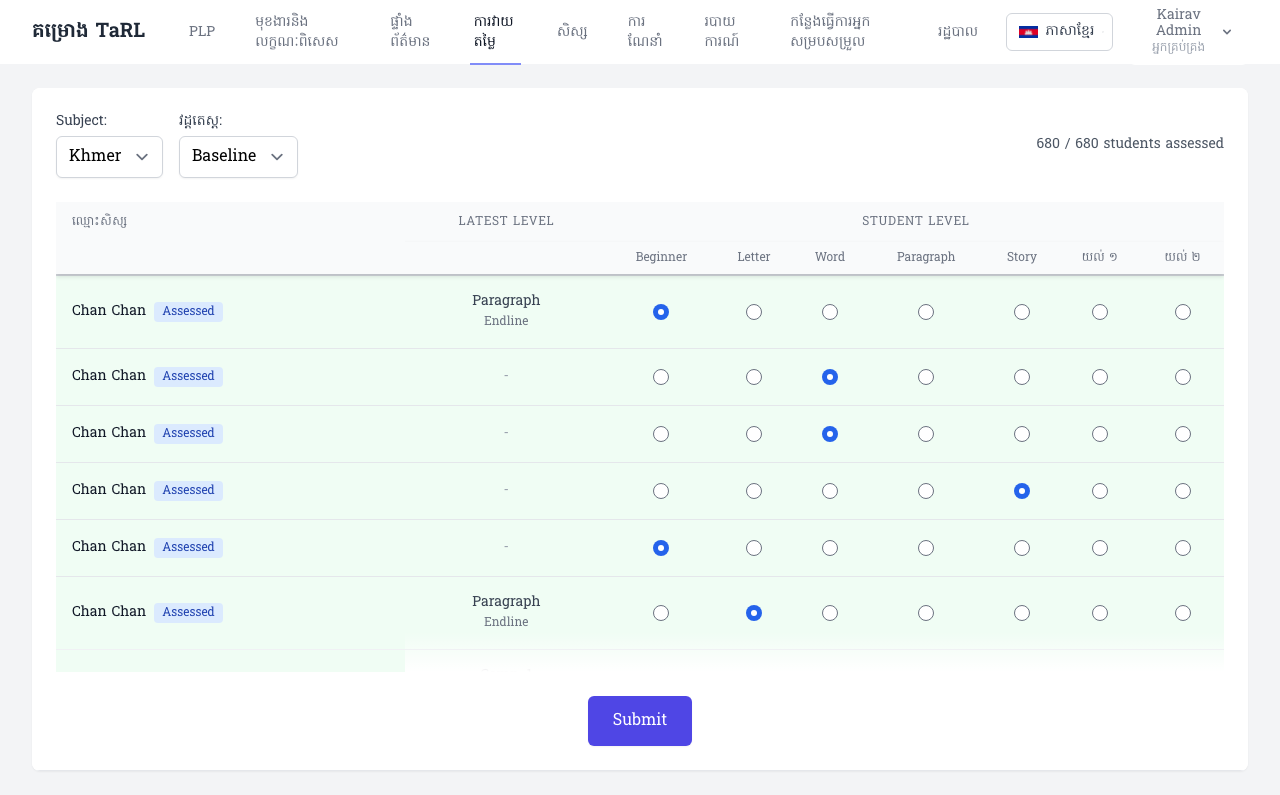 គម្រោង TaRL
PLP
មុខងារនិង
លក្ខណៈពិសេស
ផ្ទាំង
ព័ត៌មាន
ការវាយ
តម្លៃ
សិស្ស
ការ
ណែនាំ
របាយ
ការណ៍
កន្លែងធ្វើការអ្នក
សម្របសម្រួល
រដ្ឋបាល
ភាសាខ្មែរ
Kairav
Admin
អ្នកគ្រប់គ្រង
Subject:
វដ្តតេស្ត:
Khmer
Baseline
680 / 680 students assessed
ឈ្មោះសិស្ស
LATEST LEVEL
STUDENT LEVEL
Beginner
Letter
Word
Paragraph
Story
យល់ ១
យល់ ២
Chan Chan Assessed
Paragraph
Endline
Chan Chan Assessed
-
Chan Chan Assessed
-
Chan Chan Assessed
-
Chan Chan Assessed
-
Chan Chan Assessed
Paragraph
Endline
Submit